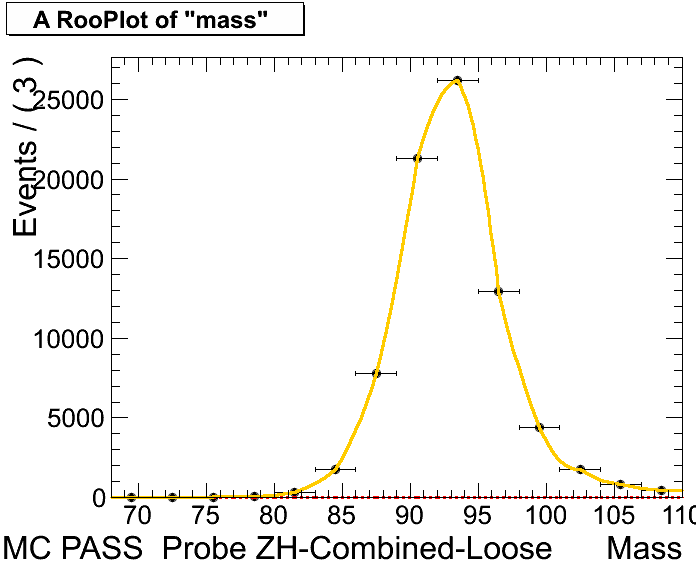 A RooPlot of "mass"
Events / ( 3 )
25000
20000
15000
10000
5000
0
70 75 80 85 90 95 100 105 110
MC PASS Probe ZH-Combined-Loose Mass